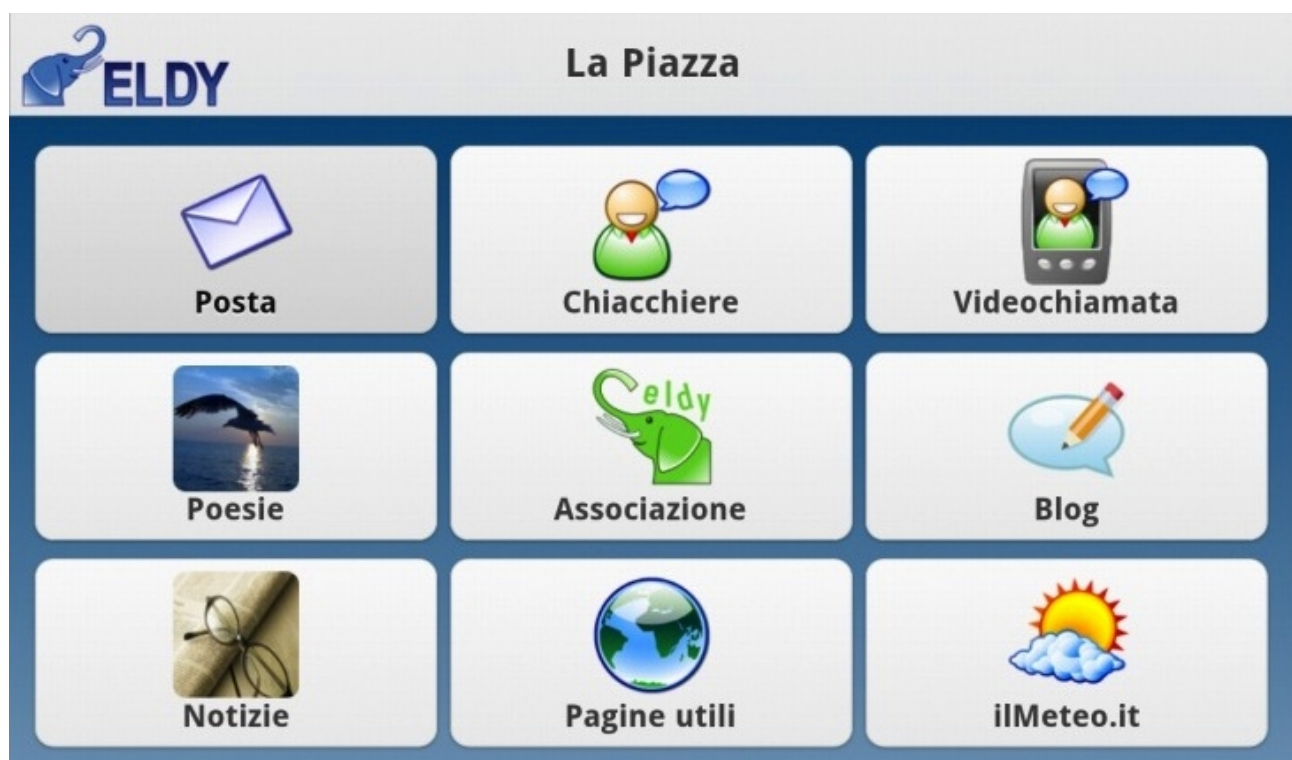 ELDY
La Piazza
Posta
Chiacchiere
Videochiamata
Poesie
eldy
Associazione
Blog
Notizie
Pagine utili
ilMeteo.it